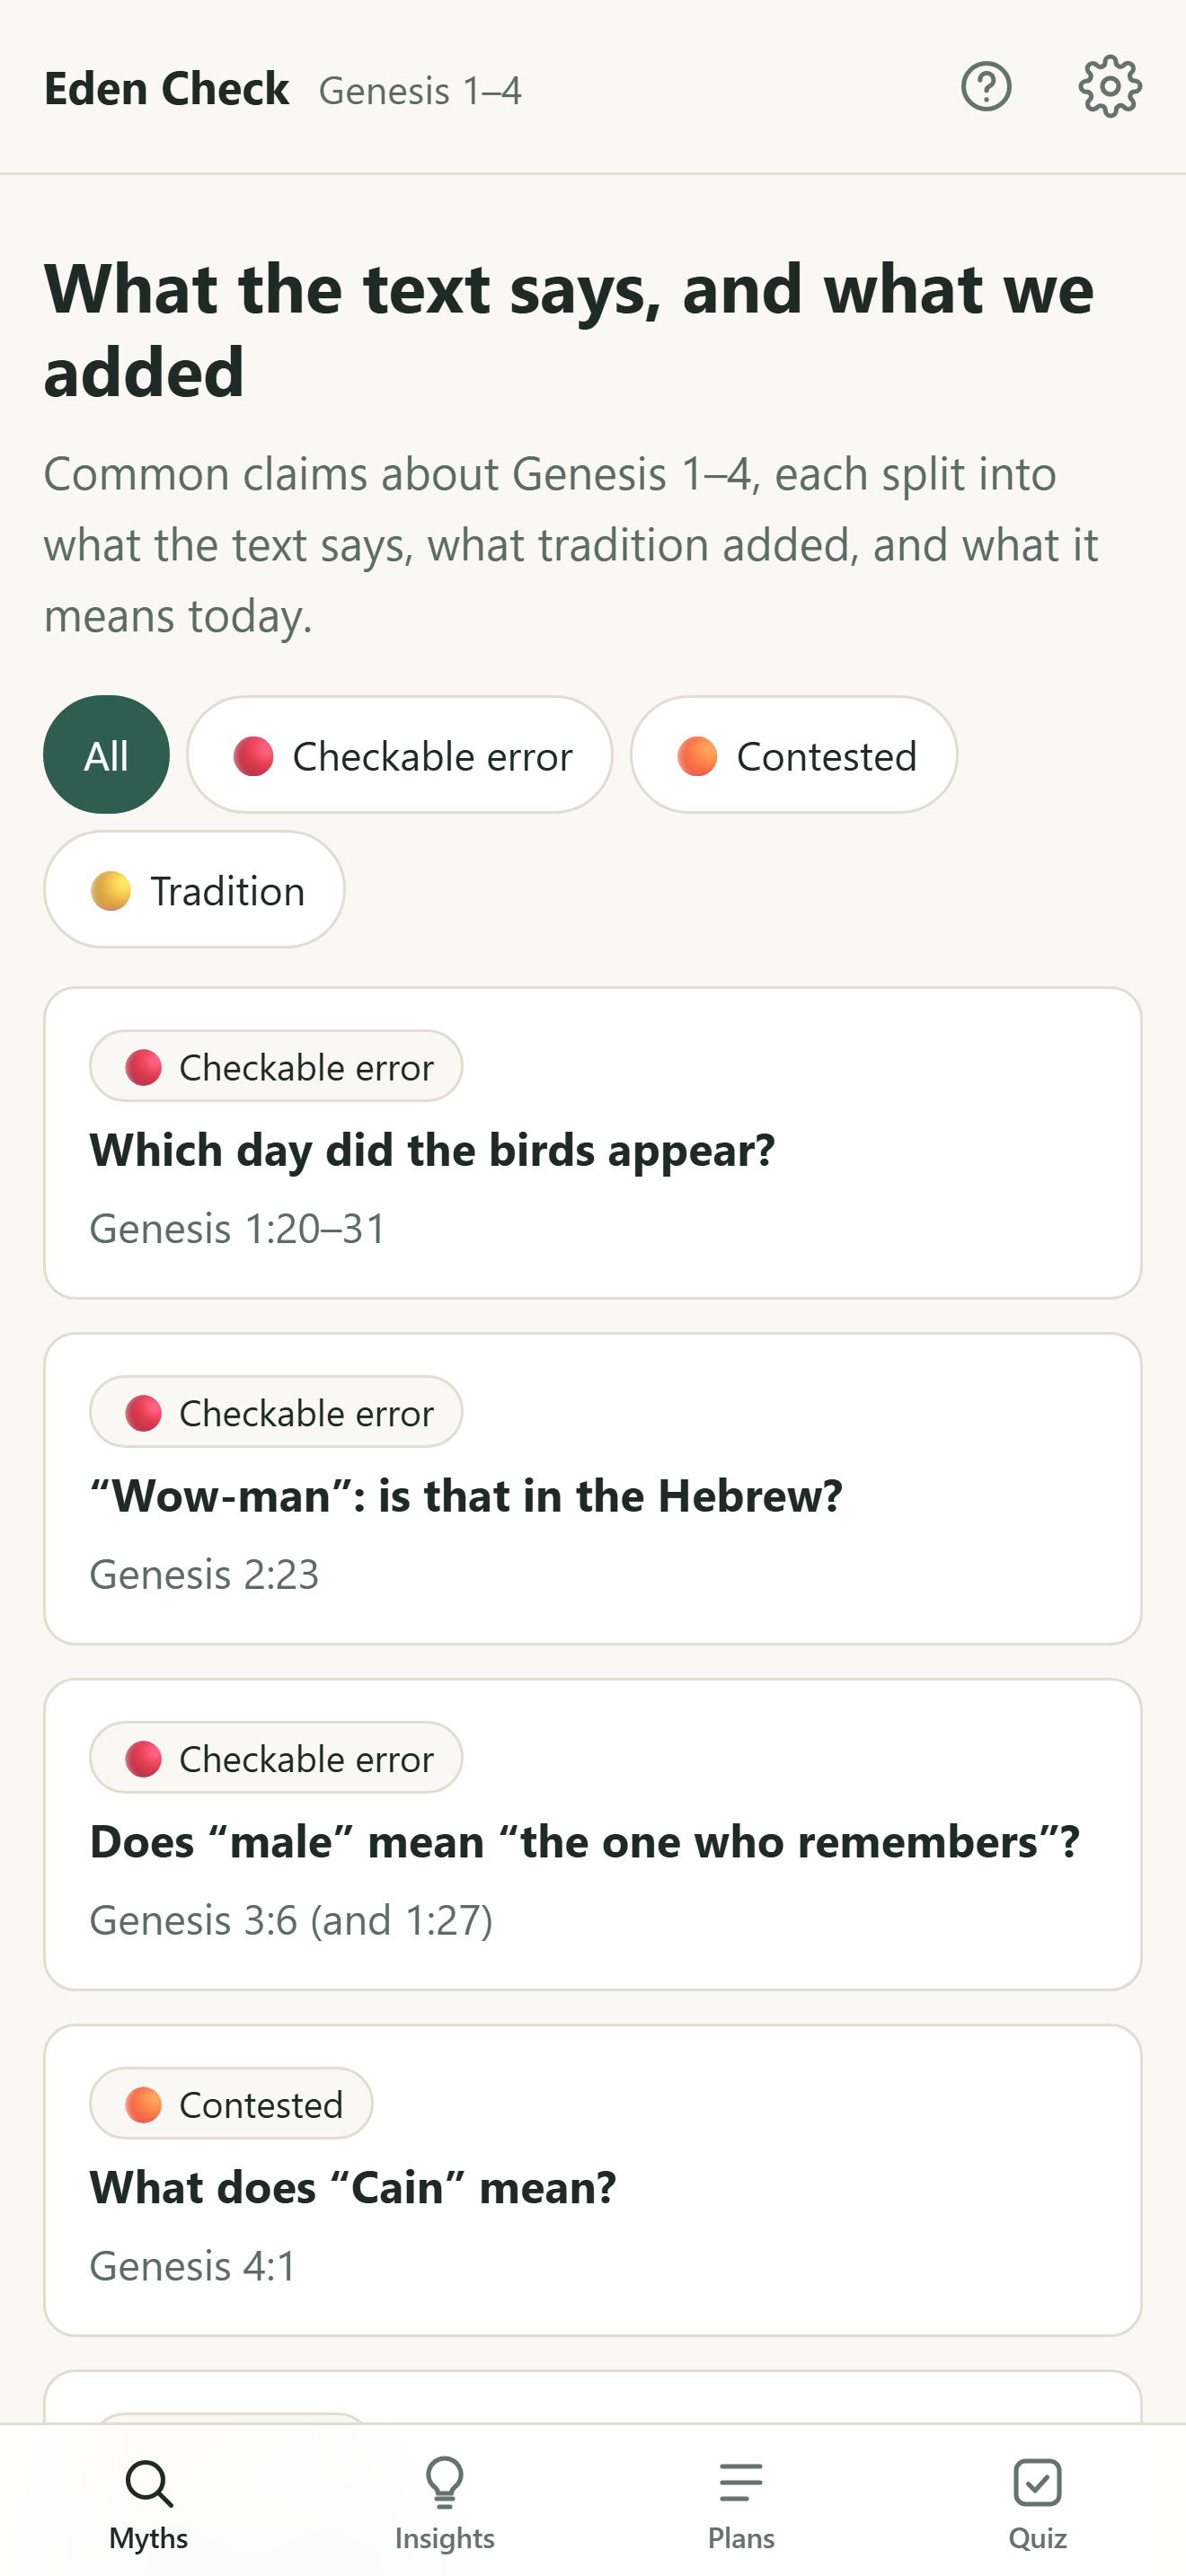 Eden Check Genesis 1–4
What the text says, and what we
added
Common claims about Genesis 1–4, each split into
what the text says, what tradition added, and what it
means today.
All
Checkable error
Contested
Tradition
Checkable error
Which day did the birds appear?
Genesis 1:20–31
Checkable error
“Wow-man”: is that in the Hebrew?
Genesis 2:23
Checkable error
Does “male” mean “the one who remembers”?
Genesis 3:6 (and 1:27)
Contested
What does “Cain” mean?
Genesis 4:1
Myths
Insights
Plans
Quiz